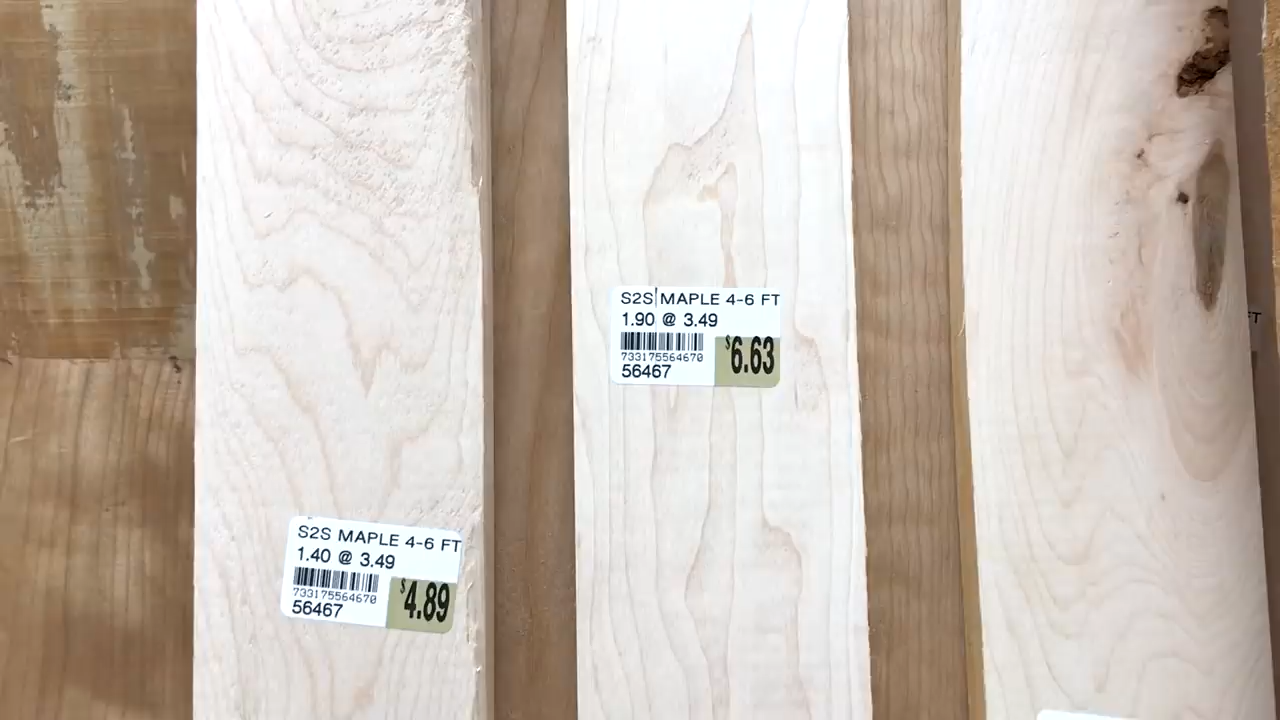 S2S MAPLE 4-6 FT
1.90 @ 3.49
733175564670
56467
$6.63
S2S MAPLE 4-6 FT
1.40 @ 3.49
733175564670
56467
$4.89
FT